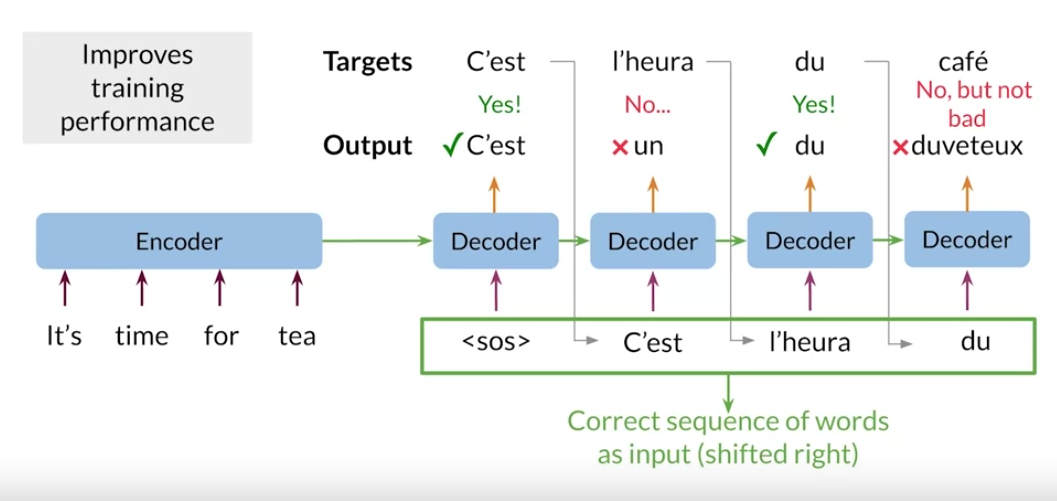 Improves
training
performance
Targets C'est l'heura du café
Yes! No... Yes! No, but not
bad
Output ✓C'est ×un ✓ du ×duveteux
Encoder Decoder Decoder Decoder Decoder
It's time for tea <sos> C'est l'heura du
Correct sequence of words
as input (shifted right)